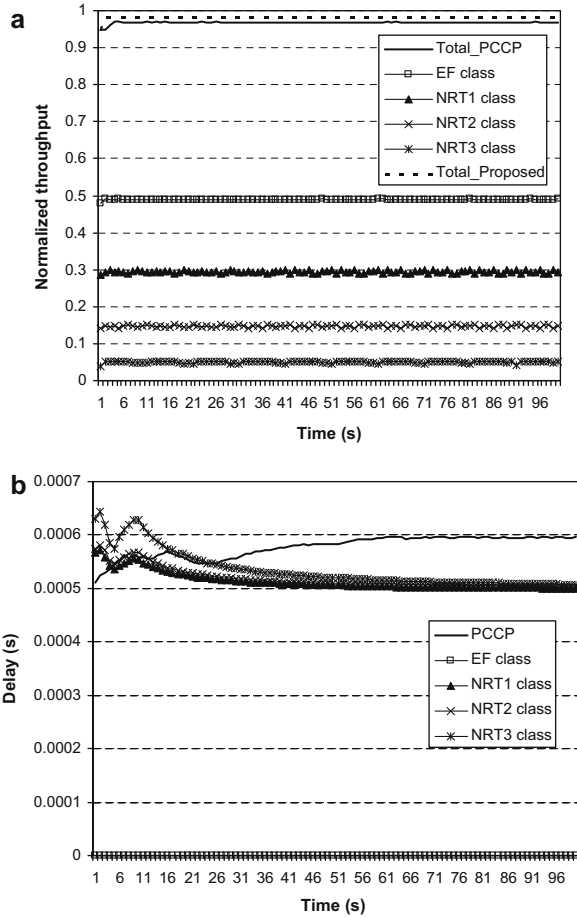 a
1
0.9
0.8
0.7
0.6
0.5
0.4
0.3
0.2
0.1
0
Normalized throughput
Total_PCCP
EF class
NRT1 class
NRT2 class
NRT3 class
Total_Proposed
1 6 11 16 21 26 31 36 41 46 51 56 61 66 71 76 81 86 91 96
Time (s)
b
0.0007
0.0006
0.0005
0.0004
0.0003
0.0002
0.0001
0
Delay (s)
PCCP
EF class
NRT1 class
NRT2 class
NRT3 class
1 6 11 16 21 26 31 36 41 46 51 56 61 66 71 76 81 86 91 96
Time (s)